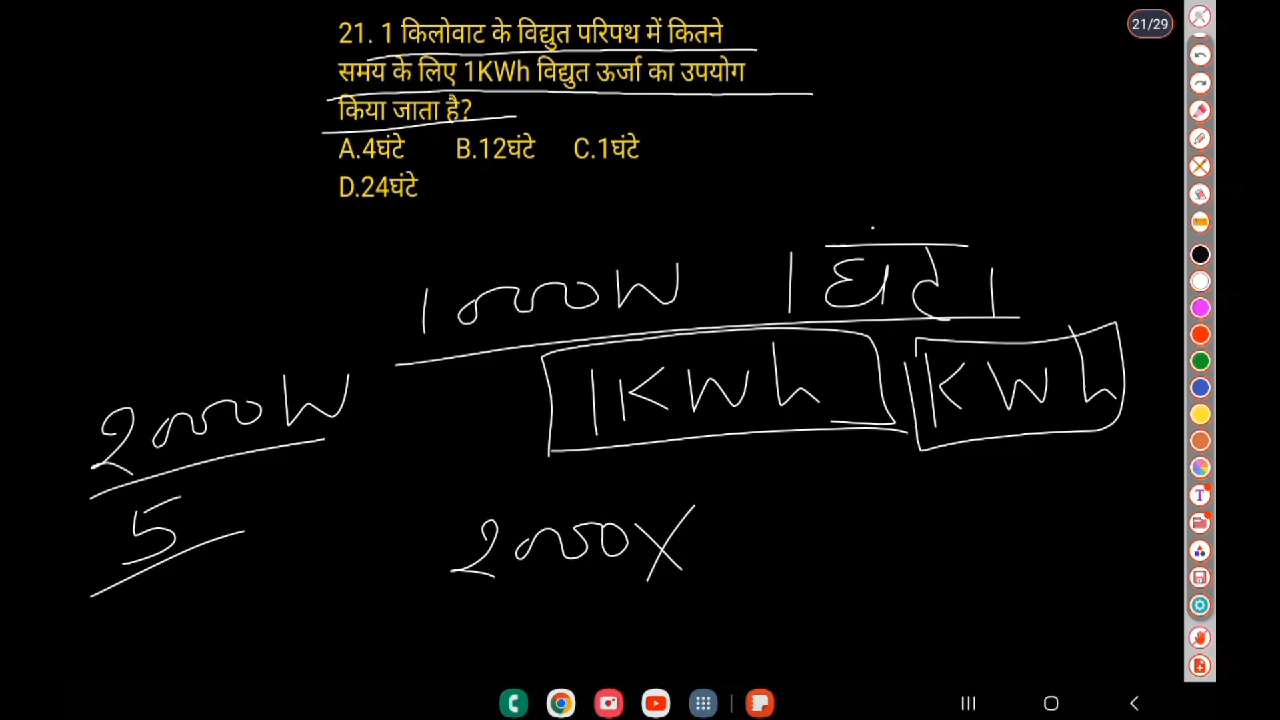 21/29
21. 1 किलोवाट के विद्युत परिपथ में कितने
समय के लिए 1KWh विद्युत ऊर्जा का उपयोग
किया जाता है?
A.4घंटे B.12घंटे C.1घंटे
D.24घंटे
1000W 1 घंटे।
1KWh 1KWh
2000W
5
2000X